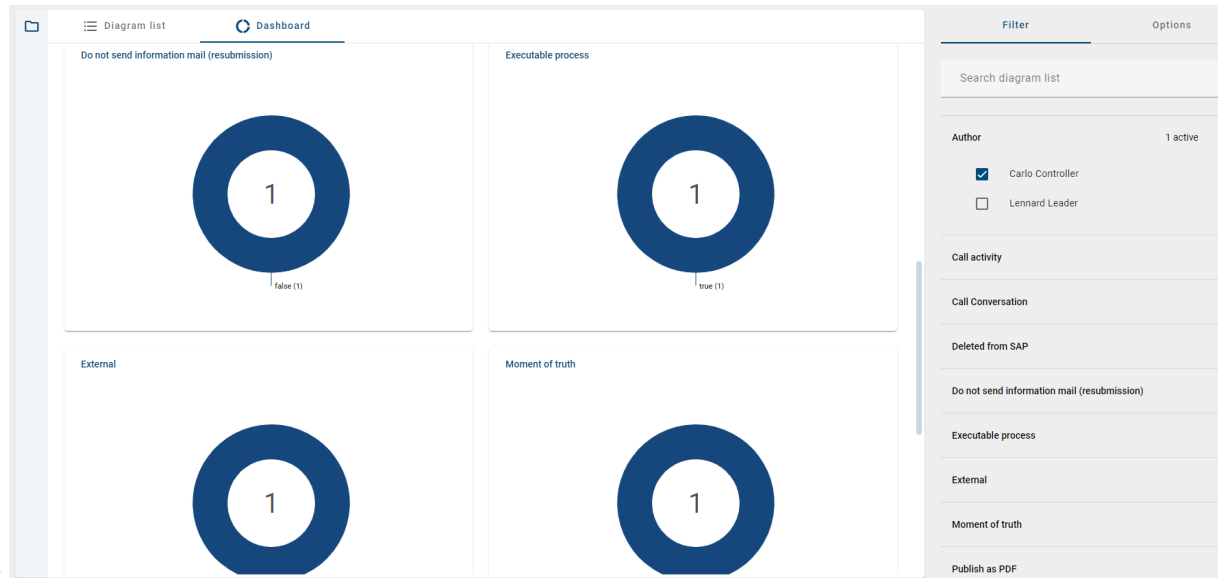 Diagram list
Dashboard
Do not send information mail (resubmission)
1
false (1)
Executable process
1
true (1)
External
1
Moment of truth
1
Filter
Options
Search diagram list
Author
1 active
Carlo Controller
Lennard Leader
Call activity
Call Conversation
Deleted from SAP
Do not send information mail (resubmission)
Executable process
External
Moment of truth
Publish as PDF